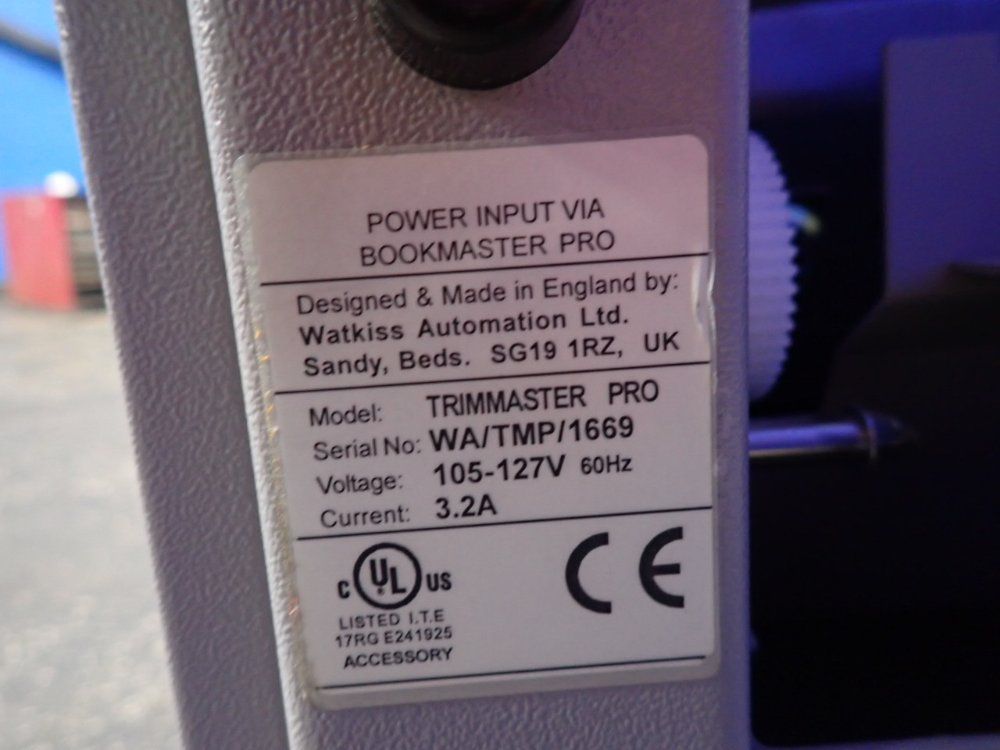 POWER INPUT VIA
BOOKMASTER PRO
Designed & Made in England by:
Watkiss Automation Ltd.
Sandy, Beds. SG19 1RZ, UK
Model: TRIMMASTER PRO
Serial No: WA/TMP/1669
Voltage: 105-127V 60Hz
Current: 3.2A
C UL ® US
CE
LISTED I.T.E
17RG E241925
ACCESSORY